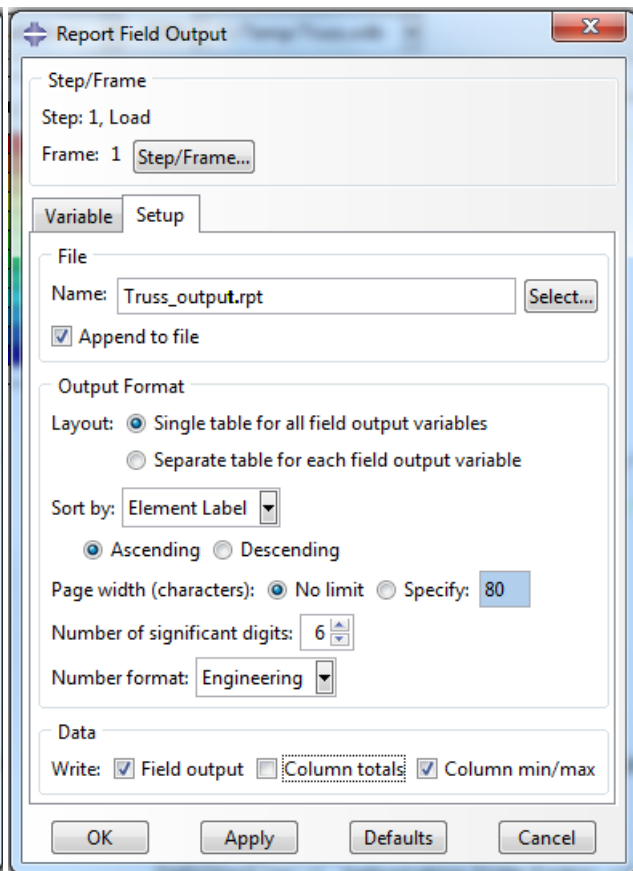 Report Field Output
Step/Frame
Step: 1, Load
Frame: 1 Step/Frame...
Variable Setup
File
Name: Truss_output.rpt Select...
Append to file
Output Format
Layout: Single table for all field output variables
Separate table for each field output variable
Sort by: Element Label
Ascending Descending
Page width (characters): No limit Specify: 80
Number of significant digits: 6
Number format: Engineering
Data
Write: Field output Column totals Column min/max
OK Apply Defaults Cancel